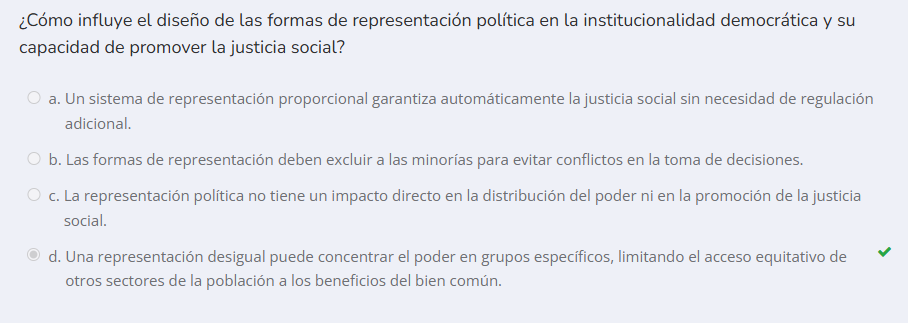 ¿Cómo influye el diseño de las formas de representación política en la institucionalidad democrática y su
capacidad de promover la justicia social?
a. Un sistema de representación proporcional garantiza automáticamente la justicia social sin necesidad de regulación
adicional.
b. Las formas de representación deben excluir a las minorías para evitar conflictos en la toma de decisiones.
c. La representación política no tiene un impacto directo en la distribución del poder ni en la promoción de la justicia
social.
d. Una representación desigual puede concentrar el poder en grupos específicos, limitando el acceso equitativo de
otros sectores de la población a los beneficios del bien común.